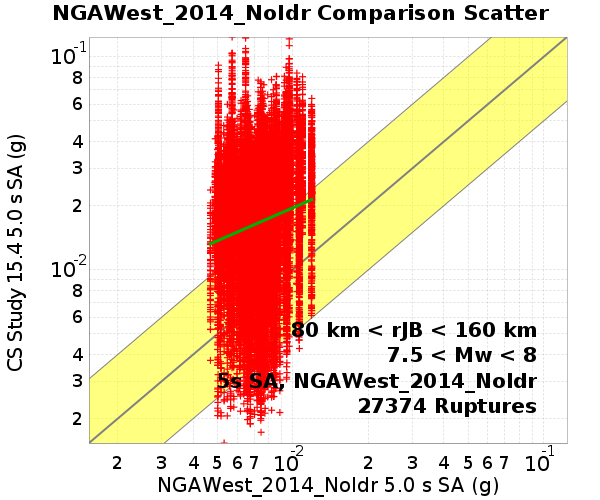 NGAWest_2014_NoIdr Comparison Scatter
CS Study 15.4 5.0 s SA (g)
10-1
8
6
4
3
2
10-2
8
6
4
3
2
80 km < rJB < 160 km
7.5 < Mw < 8
5s SA, NGAWest_2014_NoIdr
27374 Ruptures
2 3 4 5 6 7 10-2 2 3 4 5 6 7 10-1
NGAWest_2014_NoIdr 5.0 s SA (g)